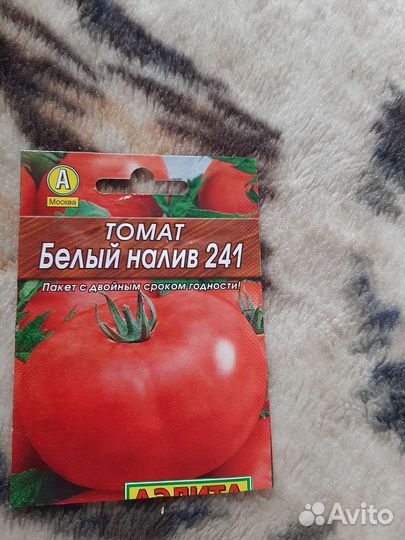 А
Москва
ТОМАТ
Белый налив 241
Пакет с двойным сроком годности!
АЭЛИТА
Avito